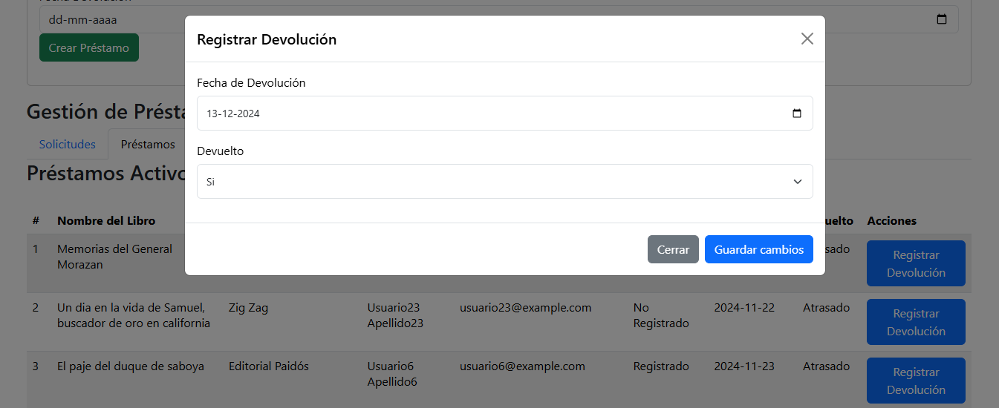 dd-mm-aaaa
Crear Préstamo
Registrar Devolución
Fecha de Devolución
13-12-2024
Devuelto
Si
Cerrar
Guardar cambios
Gestión de
Solicitudes
Préstamos
Préstamos
# Nombre del Libro Acciones
1 Memorias del General
Morazan
Registrar
Devolución
2 Un dia en la vida de Samuel, Zig Zag Usuario23 usuario23@example.com No 2024-11-22 Atrasado Registrar
buscador de oro en california Apellido23 Registrado Devolución
3 El paje del duque de saboya Editorial Paidós Usuario6 usuario6@example.com Registrado 2024-11-23 Atrasado Registrar
Apellido6 Devolución